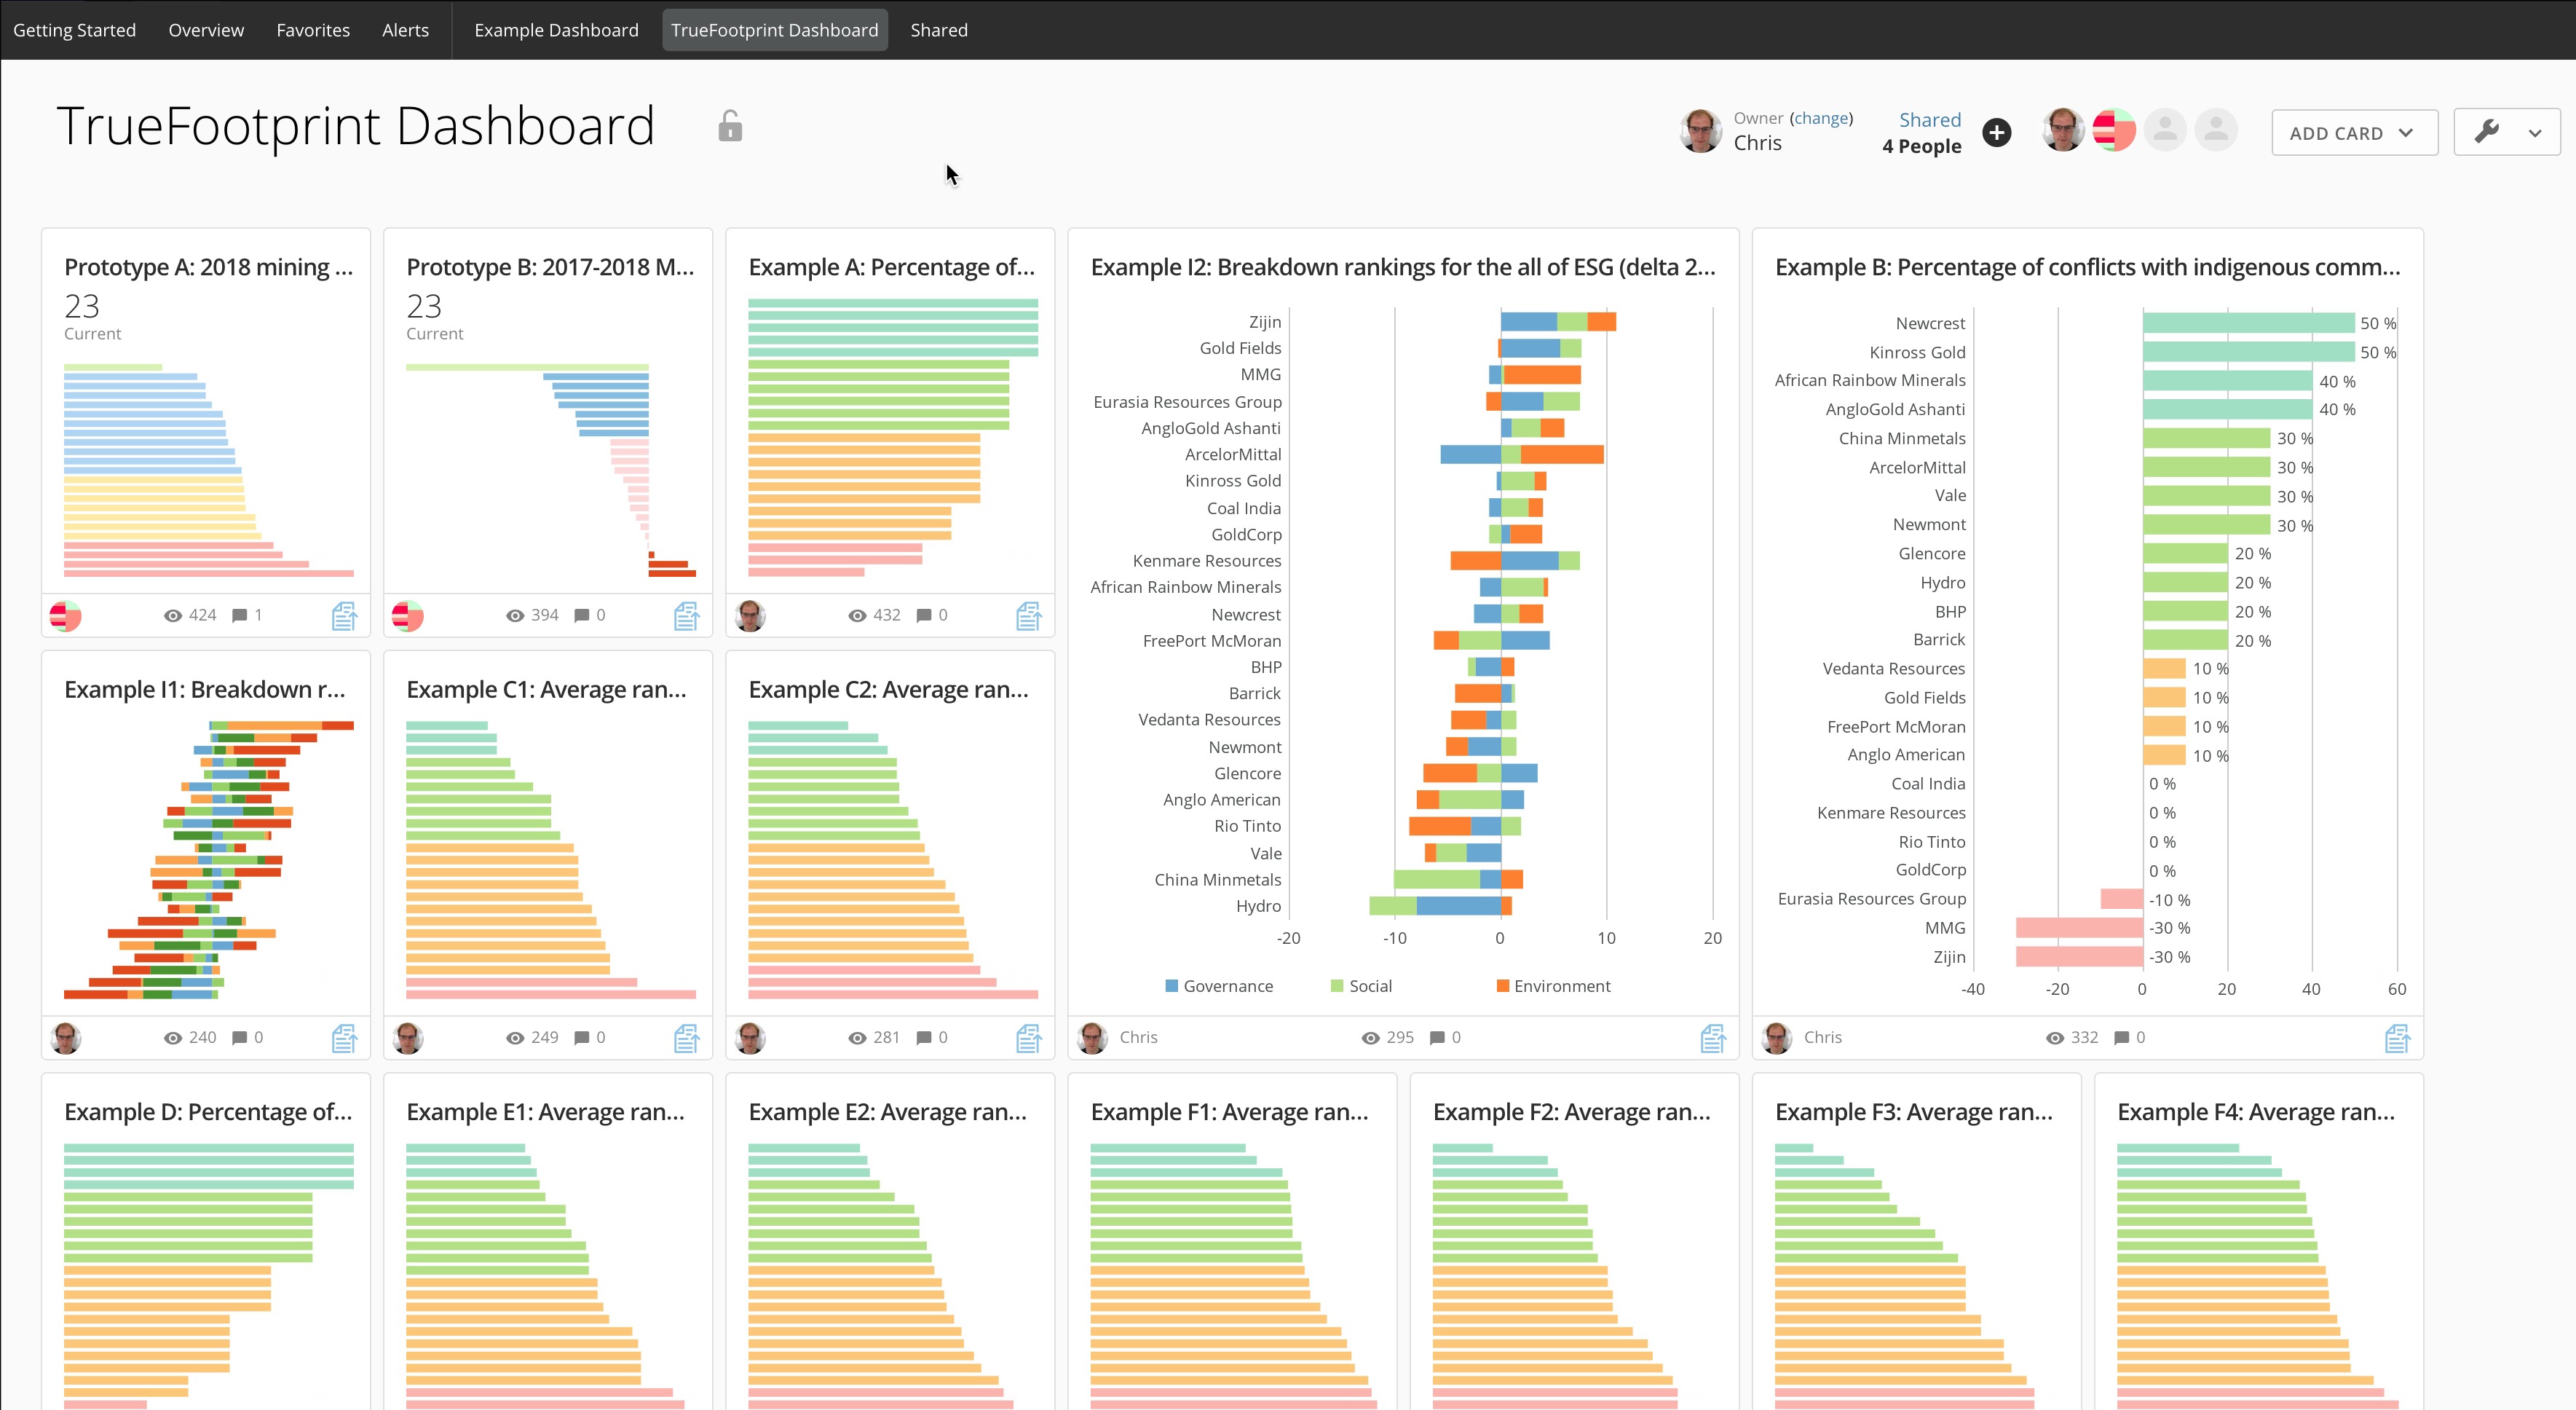 Getting Started Overview Favorites Alerts Example Dashboard TrueFootprint Dashboard Shared
TrueFootprint Dashboard
Owner (change)
Chris
Shared
4 People
ADD CARD
Prototype A: 2018 mining ...
23
Current
424 1
Prototype B: 2017-2018 M...
23
Current
394 0
Example A: Percentage of...
432 0
Example I2: Breakdown rankings for the all of ESG (delta 2...
Zijin
Gold Fields
MMG
Eurasia Resources Group
AngloGold Ashanti
ArcelorMittal
Kinross Gold
Coal India
GoldCorp
Kenmare Resources
African Rainbow Minerals
Newcrest
FreePort McMoran
BHP
Barrick
Vedanta Resources
Newmont
Glencore
Anglo American
Rio Tinto
Vale
China Minmetals
Hydro
-20 -10 0 10 20
Governance Social Environment
Chris 295 0
Example B: Percentage of conflicts with indigenous comm...
Newcrest 50 %
Kinross Gold 50 %
African Rainbow Minerals 40 %
AngloGold Ashanti 40 %
China Minmetals 30 %
ArcelorMittal 30 %
Vale 30 %
Newmont 30 %
Glencore 20 %
Hydro 20 %
BHP 20 %
Barrick 20 %
Vedanta Resources 10 %
Gold Fields 10 %
FreePort McMoran 10 %
Anglo American 10 %
Coal India 0 %
Kenmare Resources 0 %
Rio Tinto 0 %
GoldCorp 0 %
Eurasia Resources Group -10 %
MMG -30 %
Zijin -30 %
-40 -20 0 20 40 60
Chris 332 0
Example I1: Breakdown r...
240 0
Example C1: Average ran...
249 0
Example C2: Average ran...
281 0
Example D: Percentage of...
Example E1: Average ran...
Example E2: Average ran...
Example F1: Average ran...
Example F2: Average ran...
Example F3: Average ran...
Example F4: Average ran...